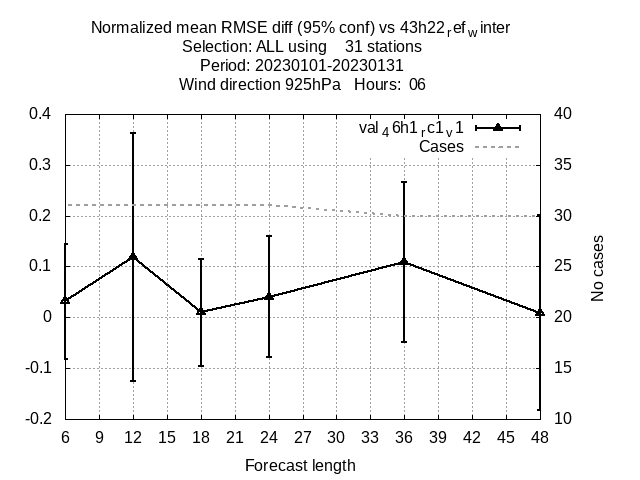 Normalized mean RMSE diff (95% conf) vs 43h22refwinter
Selection: ALL using 31 stations
Period: 20230101-20230131
Wind direction 925hPa Hours: 06
0.4
0.3
0.2
0.1
0
-0.1
-0.2
val46h1rc1v1
Cases
40
35
30
25
20
15
10
No cases
6 9 12 15 18 21 24 27 30 33 36 39 42 45 48
Forecast length